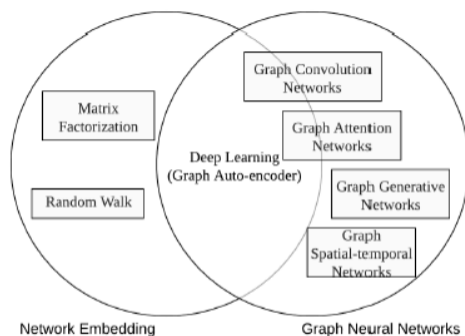 Graph Convolution
Networks
Matrix
Factorization
Graph Attention
Networks
Deep Learning
(Graph Auto-encoder)
Random Walk
Graph Generative
Networks
Graph
Spatial-temporal
Networks
Network Embedding
Graph Neural Networks